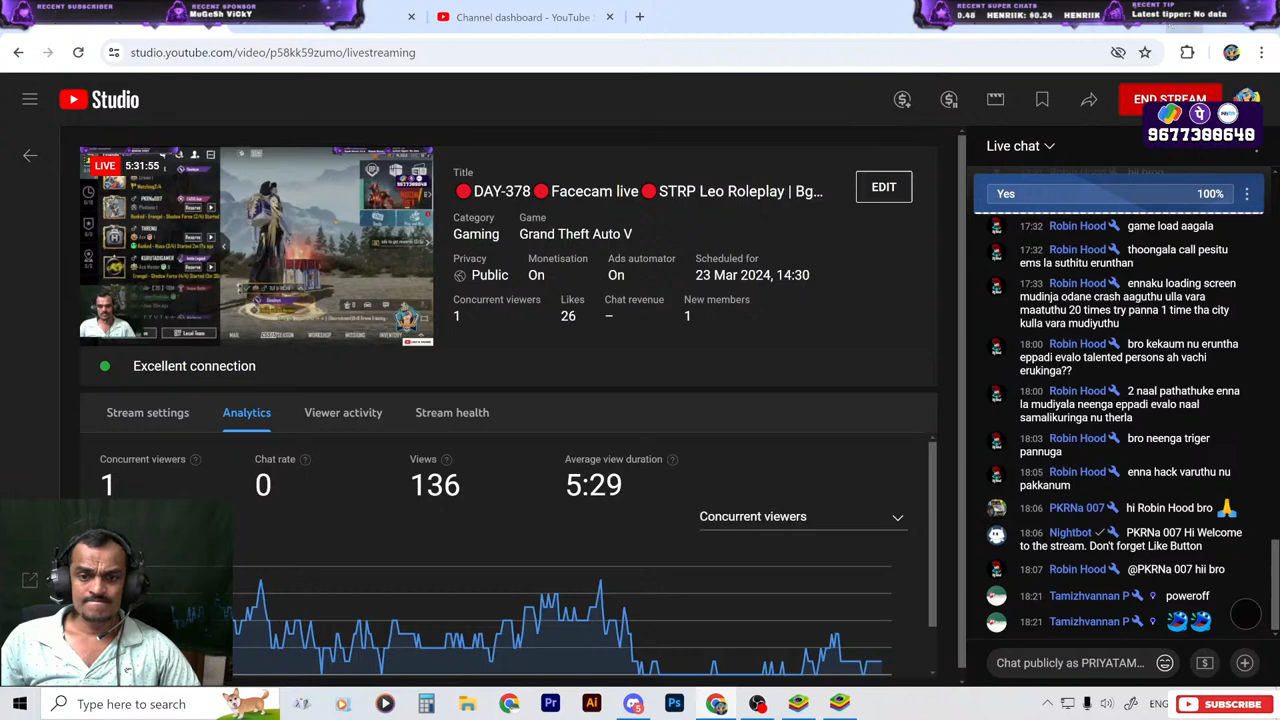 RECENT SUBSCRIBER
MuGeSH ViCKY
Channel dashboard - YouTube
RECENT SUPER CHATS
0.48 HENRIIK: $0.24 HENRIIK
RECENT TIP
Latest tipper: No data
studio.youtube.com/video/p58kk59zumo/livestreaming
Studio
END STREAM
9677300640
LIVE 5:31:55
Title
DAY-378 Facecam live STRP Leo Roleplay | Bg...
EDIT
Category Game
Gaming Grand Theft Auto V
Privacy Monetisation Ads automator Scheduled for
Public On On 23 Mar 2024, 14:30
Concurrent viewers Likes Chat revenue New members
1 26 – 1
Excellent connection
Stream settings Analytics Viewer activity Stream health
Concurrent viewers Chat rate Views Average view duration
1 0 136 5:29
Concurrent viewers
Live chat
Yes 100%
17:32 Robin Hood game load aagala
17:32 Robin Hood thoongala call pesitu
ems la suthitu erunthan
17:33 Robin Hood ennaku loading screen
mudinja odane crash aaguthu ulla vara
maatuthu 20 times try panna 1 time tha city
kulla vara mudiyuthu
18:00 Robin Hood bro kekaum nu eruntha
eppadi evalo talented persons ah vachi
erukinga??
18:00 Robin Hood 2 naal pathathuke enna
la mudiyala neenga eppadi evalo naal
samalikuringa nu therla
18:03 Robin Hood bro neenga triger
pannuga
18:05 Robin Hood enna hack varuthu nu
pakkanum
18:06 PKRNa 007 hi Robin Hood bro
18:06 Nightbot PKRNa 007 Hi Welcome
to the stream. Don't forget Like Button
18:07 Robin Hood @PKRNa 007 hii bro
18:21 Tamizhvannan P poweroff
18:21 Tamizhvannan P
Chat publicly as PRIYATAM...
Type here to search
Pr
Ai
Ps
ENG
SUBSCRIBE